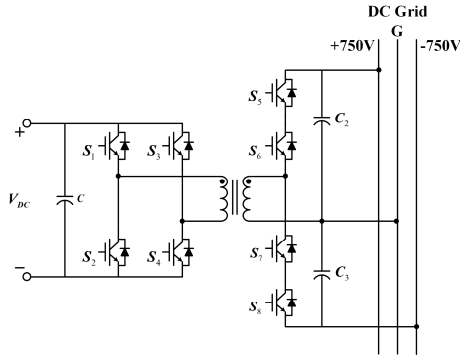 DC Grid
G
+750V
-750V
S5
S1
S3
C2
S6
+
VDC
C
S2
S4
S7
C3
S8
−